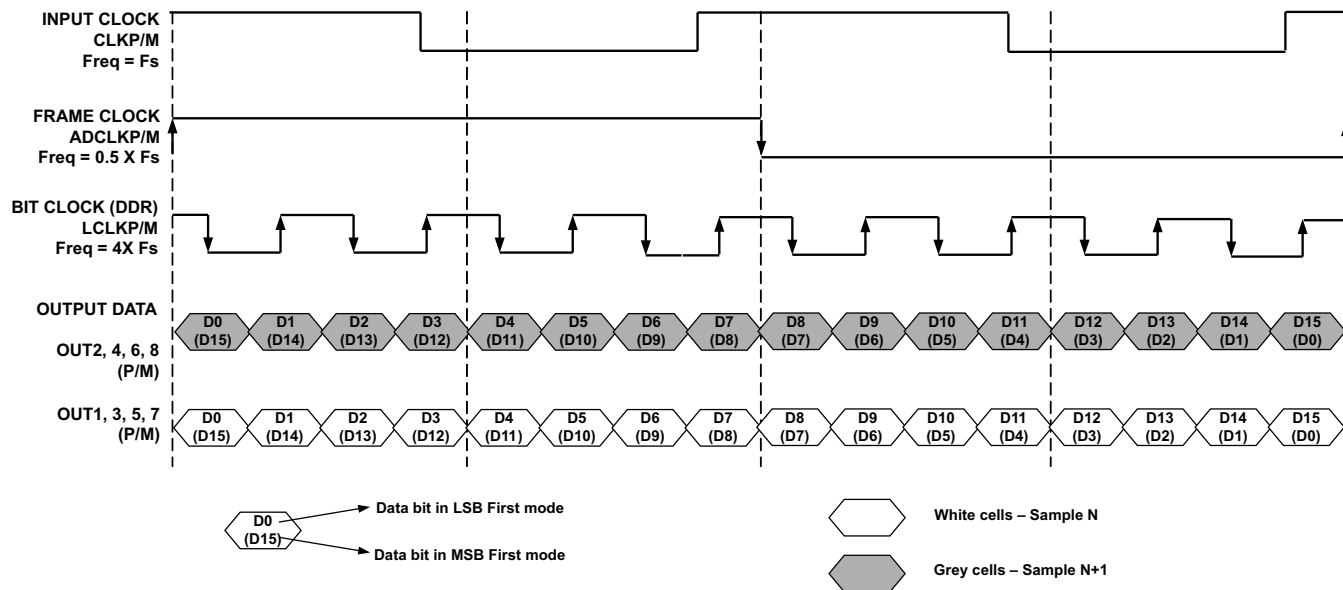 INPUT CLOCK
CLKP/M
Freq = Fs
FRAME CLOCK
ADCLKP/M
Freq = 0.5 X Fs
BIT CLOCK (DDR)
LCLKP/M
Freq = 4X Fs
OUTPUT DATA
OUT2, 4, 6, 8
(P/M)
D0 D1 D2 D3 D4 D5 D6 D7 D8 D9 D10 D11 D12 D13 D14 D15
(D15) (D14) (D13) (D12) (D11) (D10) (D9) (D8) (D7) (D6) (D5) (D4) (D3) (D2) (D1) (D0)
OUT1, 3, 5, 7
(P/M)
D0 D1 D2 D3 D4 D5 D6 D7 D8 D9 D10 D11 D12 D13 D14 D15
(D15) (D14) (D13) (D12) (D11) (D10) (D9) (D8) (D7) (D6) (D5) (D4) (D3) (D2) (D1) (D0)
D0
(D15)
Data bit in LSB First mode
Data bit in MSB First mode
White cells – Sample N
Grey cells – Sample N+1